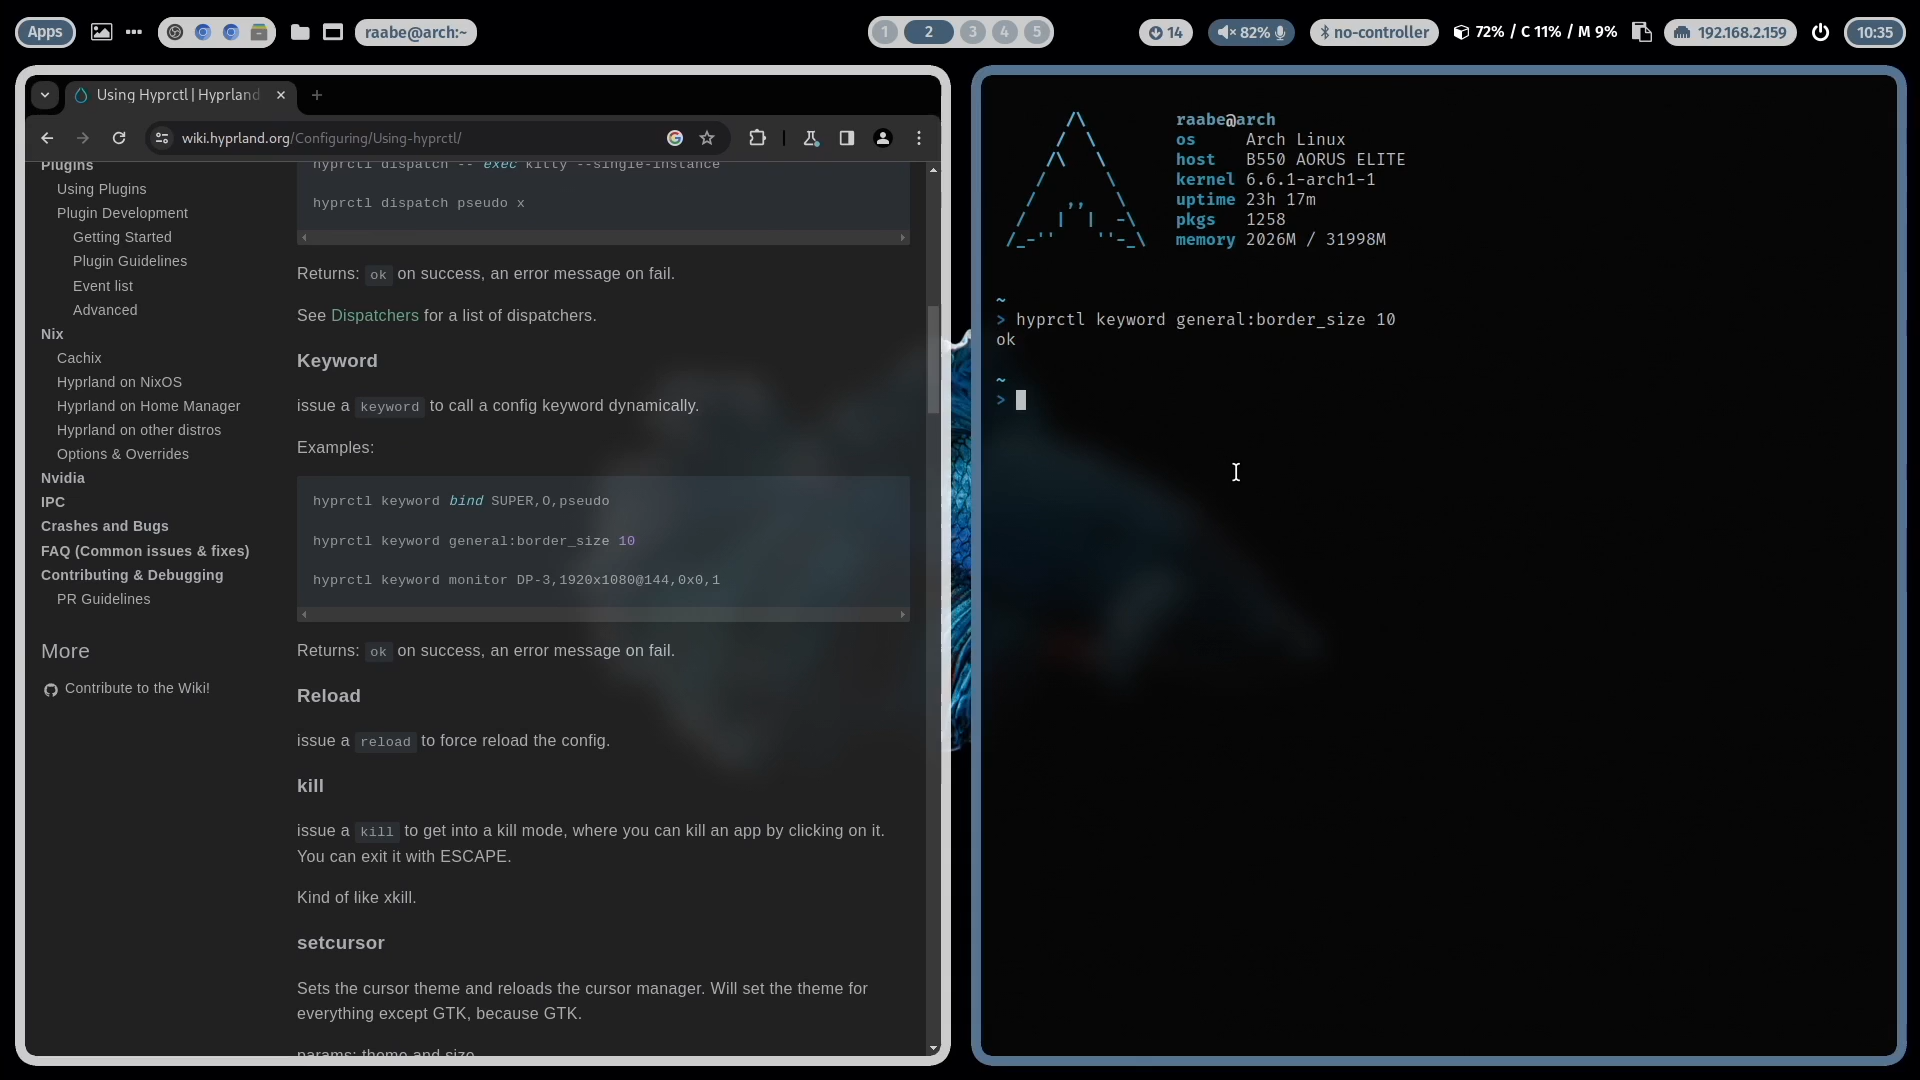 Apps
raabe@arch:~
1 2 3 4 5
14
82%
no-controller
72% / C 11% / M 9%
192.168.2.159
10:35
Using Hyprctl | Hyprland
wiki.hyprland.org/Configuring/Using-hyprctl/
Plugins
Using Plugins
Plugin Development
Getting Started
Plugin Guidelines
Event list
Advanced
Nix
Cachix
Hyprland on NixOS
Hyprland on Home Manager
Hyprland on other distros
Options & Overrides
Nvidia
IPC
Crashes and Bugs
FAQ (Common issues & fixes)
Contributing & Debugging
PR Guidelines
More
Contribute to the Wiki!
hyprctl dispatch -- exec kitty --single-instance
hyprctl dispatch pseudo x
Returns: ok on success, an error message on fail.
See Dispatchers for a list of dispatchers.
Keyword
issue a keyword to call a config keyword dynamically.
Examples:
hyprctl keyword bind SUPER,O,pseudo
hyprctl keyword general:border_size 10
hyprctl keyword monitor DP-3,1920x1080@144,0x0,1
Returns: ok on success, an error message on fail.
Reload
issue a reload to force reload the config.
kill
issue a kill to get into a kill mode, where you can kill an app by clicking on it.
You can exit it with ESCAPE.
Kind of like xkill.
setcursor
Sets the cursor theme and reloads the cursor manager. Will set the theme for
everything except GTK, because GTK.
params: theme and size
raabe@arch
os Arch Linux
host B550 AORUS ELITE
kernel 6.6.1-arch1-1
uptime 23h 17m
pkgs 1258
memory 2026M / 31998M
~
> hyprctl keyword general:border_size 10
ok
~
>